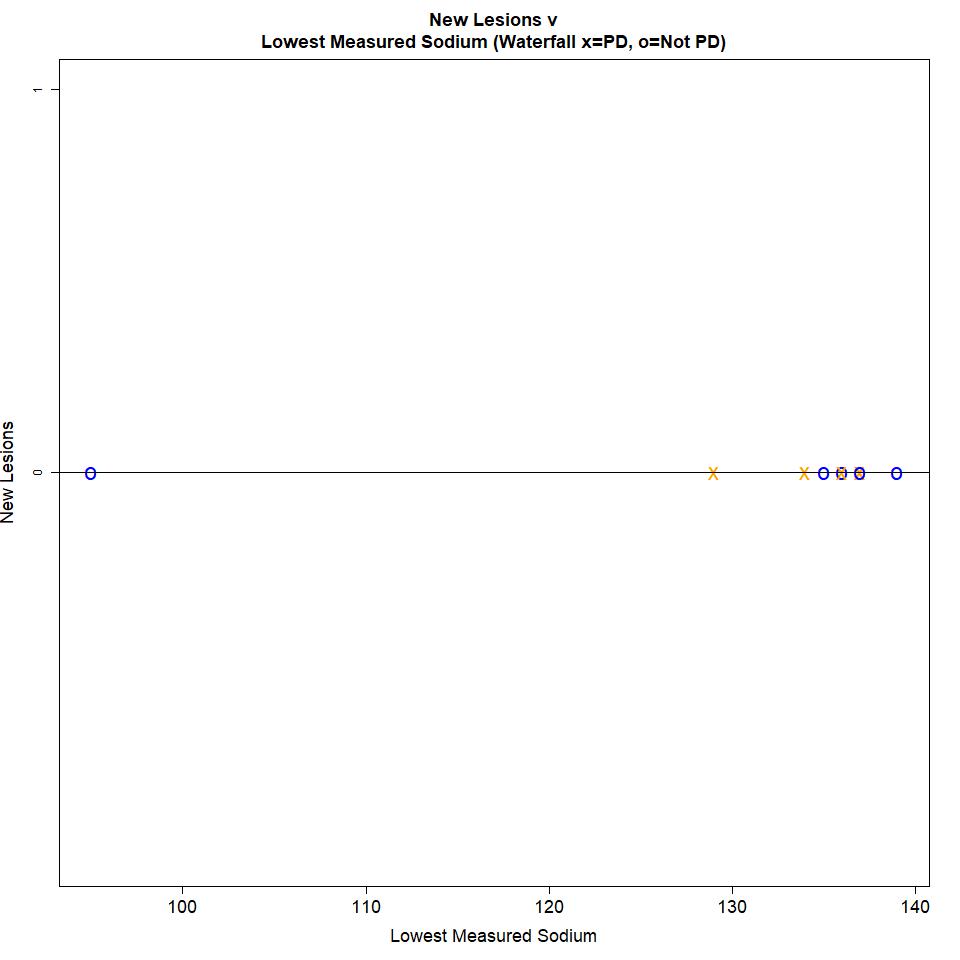 New Lesions v
Lowest Measured Sodium (Waterfall x=PD, o=Not PD)
1
New Lesions
0
100 110 120 130 140
Lowest Measured Sodium